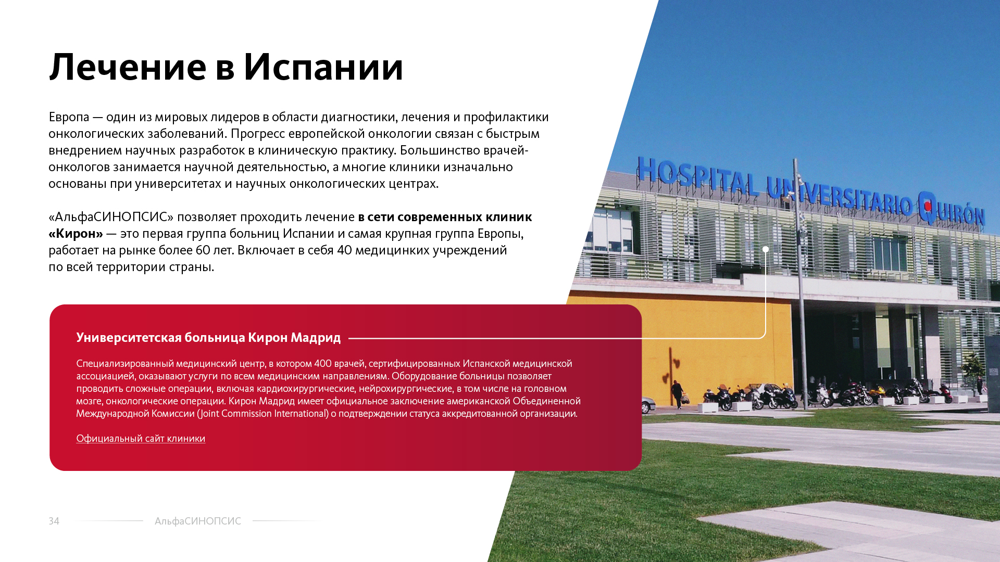 Лечение в Испании
Европа — один из мировых лидеров в области диагностики, лечения и профилактики
онкологических заболеваний. Прогресс европейской онкологии связан с быстрым
внедрением научных разработок в клиническую практику. Большинство врачей-
онкологов занимается научной деятельностью, а многие клиники изначально
основаны при университетах и научных онкологических центрах.
«АльфаСИНОПСИС» позволяет проходить лечение в сети современных клиник
«Кирон» — это первая группа больниц Испании и самая крупная группа Европы,
работает на рынке более 60 лет. Включает в себя 40 медицинких учреждений
по всей территории страны.
HOSPITAL UNIVERSITARIO QUIRÓN
Университетская больница Кирон Мадрид
Специализированный медицинский центр, в котором 400 врачей, сертифицированных Испанской медицинской
ассоциацией, оказывают услуги по всем медицинским направлениям. Оборудование больницы позволяет
проводить сложные операции, включая кардиохирургические, нейрохирургические, в том числе на головном
мозге, онкологические операции. Кирон Мадрид имеет официальное заключение американской Объединенной
Международной Комиссии (Joint Commission International) о подтверждении статуса аккредитованной организации.
Официальный сайт клиники
34 АльфаСИНОПСИС